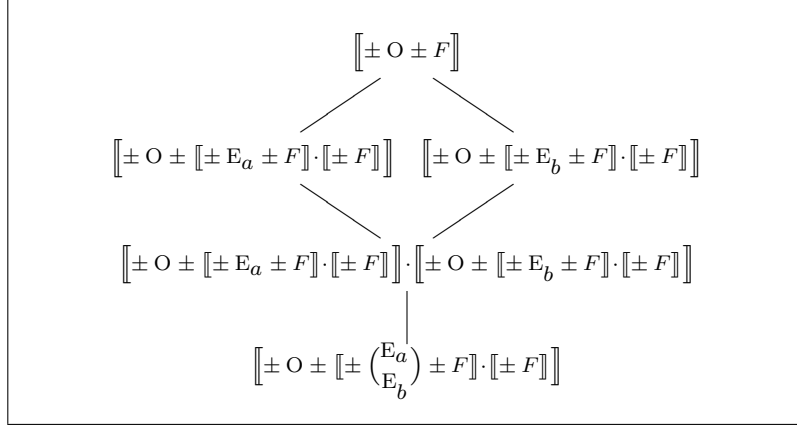 ⟦± O ± F⟧
⟦± O ± ⟦± E_a ± F⟧·⟦± F⟧⟧ ⟦± O ± ⟦± E_b ± F⟧·⟦± F⟧⟧
⟦± O ± ⟦± E_a ± F⟧·⟦± F⟧⟧·⟦± O ± ⟦± E_b ± F⟧·⟦± F⟧⟧
⟦± O ± ⟦± (E_a E_b) ± F⟧·⟦± F⟧⟧